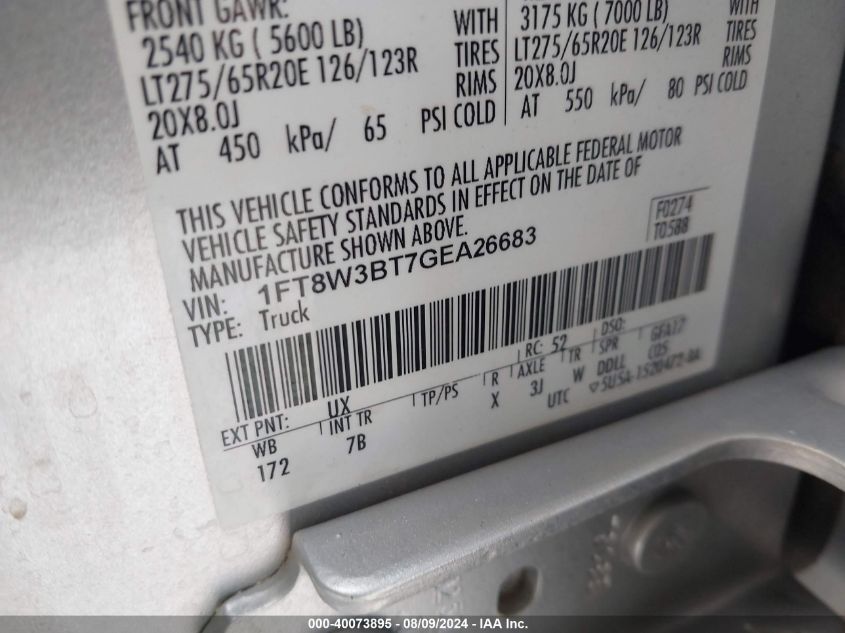 FRONT GAWR:
2540 KG ( 5600 LB) WITH
LT275/65R20E 126/123R TIRES
20X8.0J RIMS
AT 450 kPa/ 65 PSI COLD
3175 KG ( 7000 LB) WITH
LT275/65R20E 126/123R TIRES
20X8.0J RIMS
AT 550 kPa/ 80 PSI COLD
THIS VEHICLE CONFORMS TO ALL APPLICABLE FEDERAL MOTOR
VEHICLE SAFETY STANDARDS IN EFFECT ON THE DATE OF
MANUFACTURE SHOWN ABOVE.
F0274
T0588
VIN: 1FT8W3BT7GEA26683
TYPE: Truck
EXT PNT: UX RC: 52 DSO:
WB INT TR TP/PS R AXLE TR SPR
172 7B X 3J W DDLL
UTC 5USA-1520472-BA
000-40073895 - 08/09/2024 - IAA Inc.